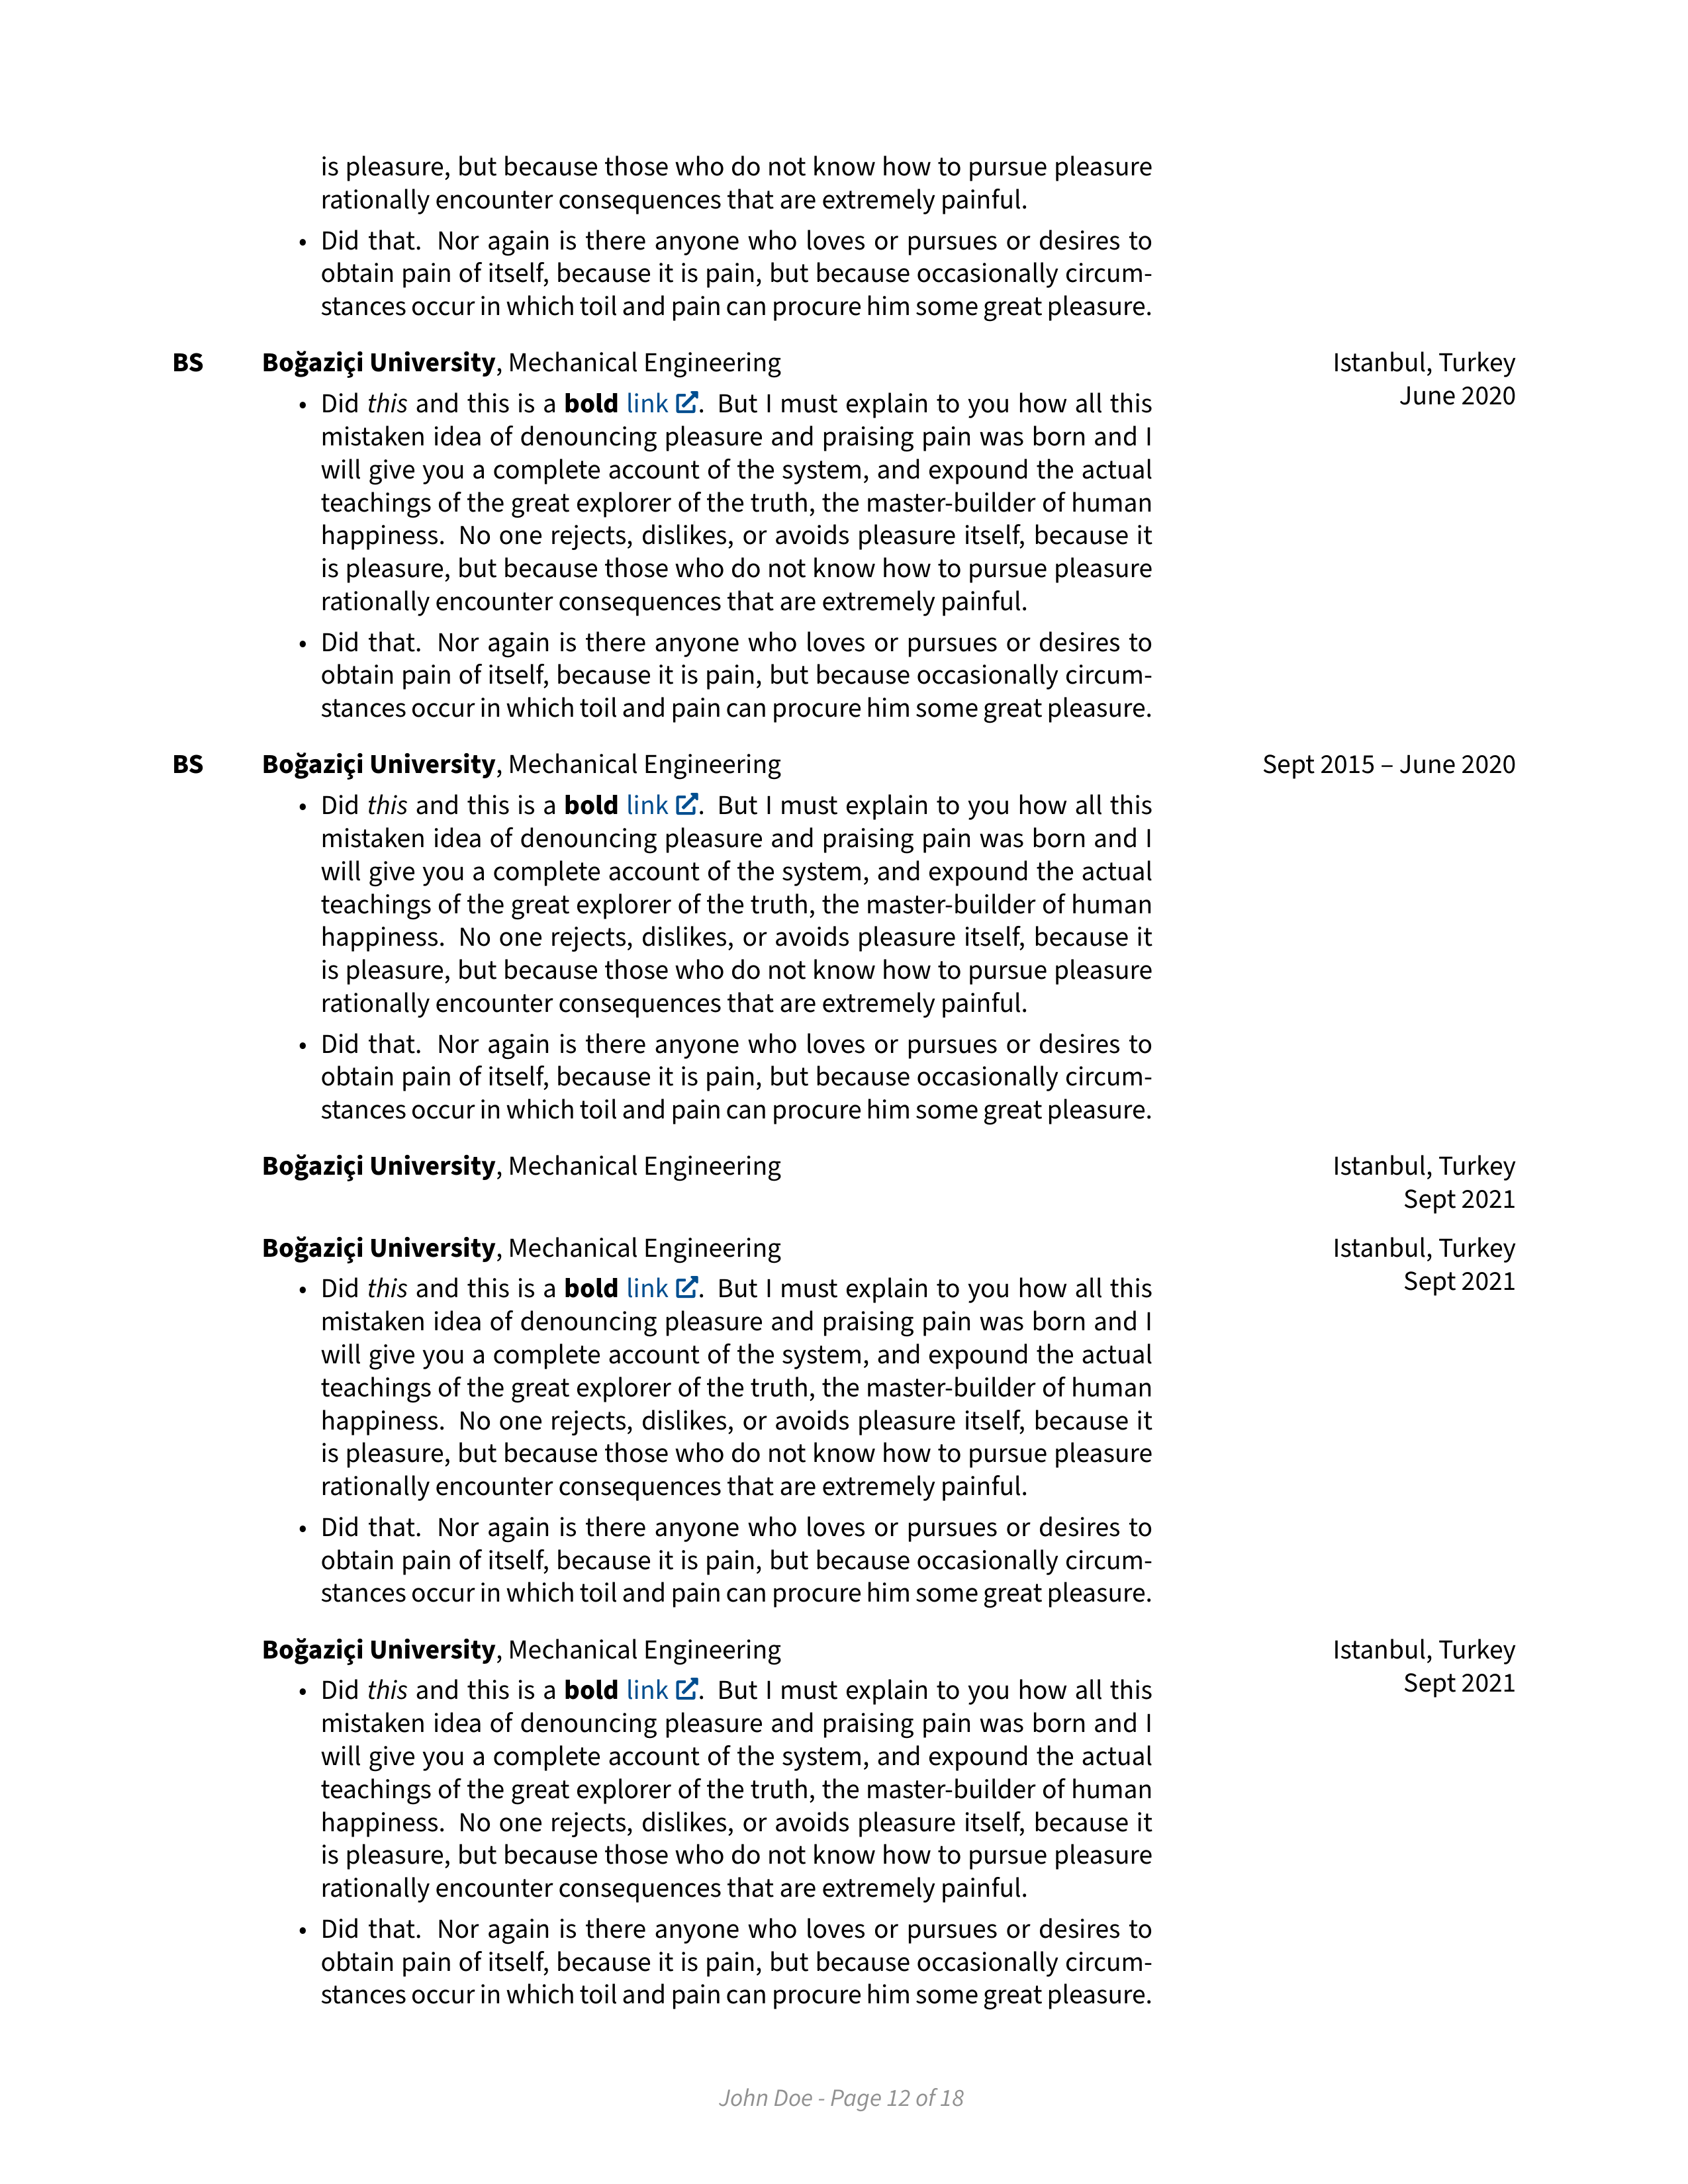 is pleasure, but because those who do not know how to pursue pleasure
rationally encounter consequences that are extremely painful.
• Did that. Nor again is there anyone who loves or pursues or desires to
obtain pain of itself, because it is pain, but because occasionally circum-
stances occur in which toil and pain can procure him some great pleasure.
BS Boğaziçi University, Mechanical Engineering Istanbul, Turkey
June 2020
• Did this and this is a bold link. But I must explain to you how all this
mistaken idea of denouncing pleasure and praising pain was born and I
will give you a complete account of the system, and expound the actual
teachings of the great explorer of the truth, the master-builder of human
happiness. No one rejects, dislikes, or avoids pleasure itself, because it
is pleasure, but because those who do not know how to pursue pleasure
rationally encounter consequences that are extremely painful.
• Did that. Nor again is there anyone who loves or pursues or desires to
obtain pain of itself, because it is pain, but because occasionally circum-
stances occur in which toil and pain can procure him some great pleasure.
BS Boğaziçi University, Mechanical Engineering Sept 2015 – June 2020
• Did this and this is a bold link. But I must explain to you how all this
mistaken idea of denouncing pleasure and praising pain was born and I
will give you a complete account of the system, and expound the actual
teachings of the great explorer of the truth, the master-builder of human
happiness. No one rejects, dislikes, or avoids pleasure itself, because it
is pleasure, but because those who do not know how to pursue pleasure
rationally encounter consequences that are extremely painful.
• Did that. Nor again is there anyone who loves or pursues or desires to
obtain pain of itself, because it is pain, but because occasionally circum-
stances occur in which toil and pain can procure him some great pleasure.
Boğaziçi University, Mechanical Engineering Istanbul, Turkey
Sept 2021
Boğaziçi University, Mechanical Engineering Istanbul, Turkey
Sept 2021
• Did this and this is a bold link. But I must explain to you how all this
mistaken idea of denouncing pleasure and praising pain was born and I
will give you a complete account of the system, and expound the actual
teachings of the great explorer of the truth, the master-builder of human
happiness. No one rejects, dislikes, or avoids pleasure itself, because it
is pleasure, but because those who do not know how to pursue pleasure
rationally encounter consequences that are extremely painful.
• Did that. Nor again is there anyone who loves or pursues or desires to
obtain pain of itself, because it is pain, but because occasionally circum-
stances occur in which toil and pain can procure him some great pleasure.
Boğaziçi University, Mechanical Engineering Istanbul, Turkey
Sept 2021
• Did this and this is a bold link. But I must explain to you how all this
mistaken idea of denouncing pleasure and praising pain was born and I
will give you a complete account of the system, and expound the actual
teachings of the great explorer of the truth, the master-builder of human
happiness. No one rejects, dislikes, or avoids pleasure itself, because it
is pleasure, but because those who do not know how to pursue pleasure
rationally encounter consequences that are extremely painful.
• Did that. Nor again is there anyone who loves or pursues or desires to
obtain pain of itself, because it is pain, but because occasionally circum-
stances occur in which toil and pain can procure him some great pleasure.
John Doe - Page 12 of 18